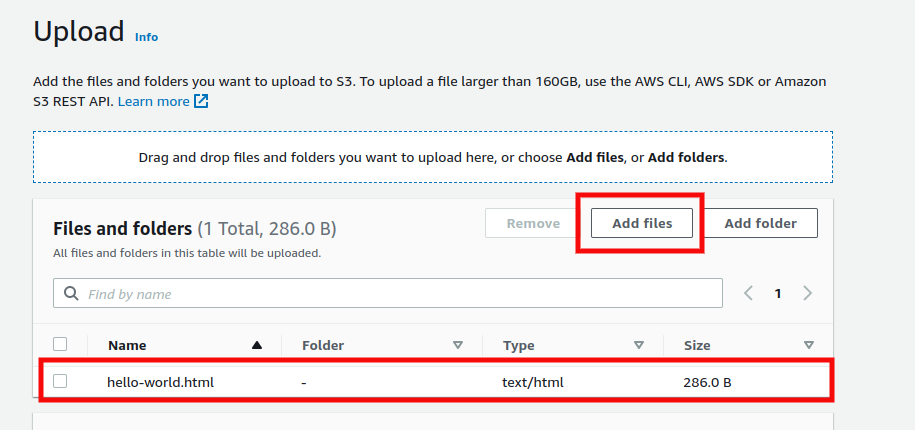 Upload Info
Add the files and folders you want to upload to S3. To upload a file larger than 160GB, use the AWS CLI, AWS SDK or Amazon
S3 REST API. Learn more
Drag and drop files and folders you want to upload here, or choose Add files, or Add folders.
Files and folders (1 Total, 286.0 B)
Remove Add files Add folder
All files and folders in this table will be uploaded.
Find by name
1
Name Folder Type Size
hello-world.html - text/html 286.0 B